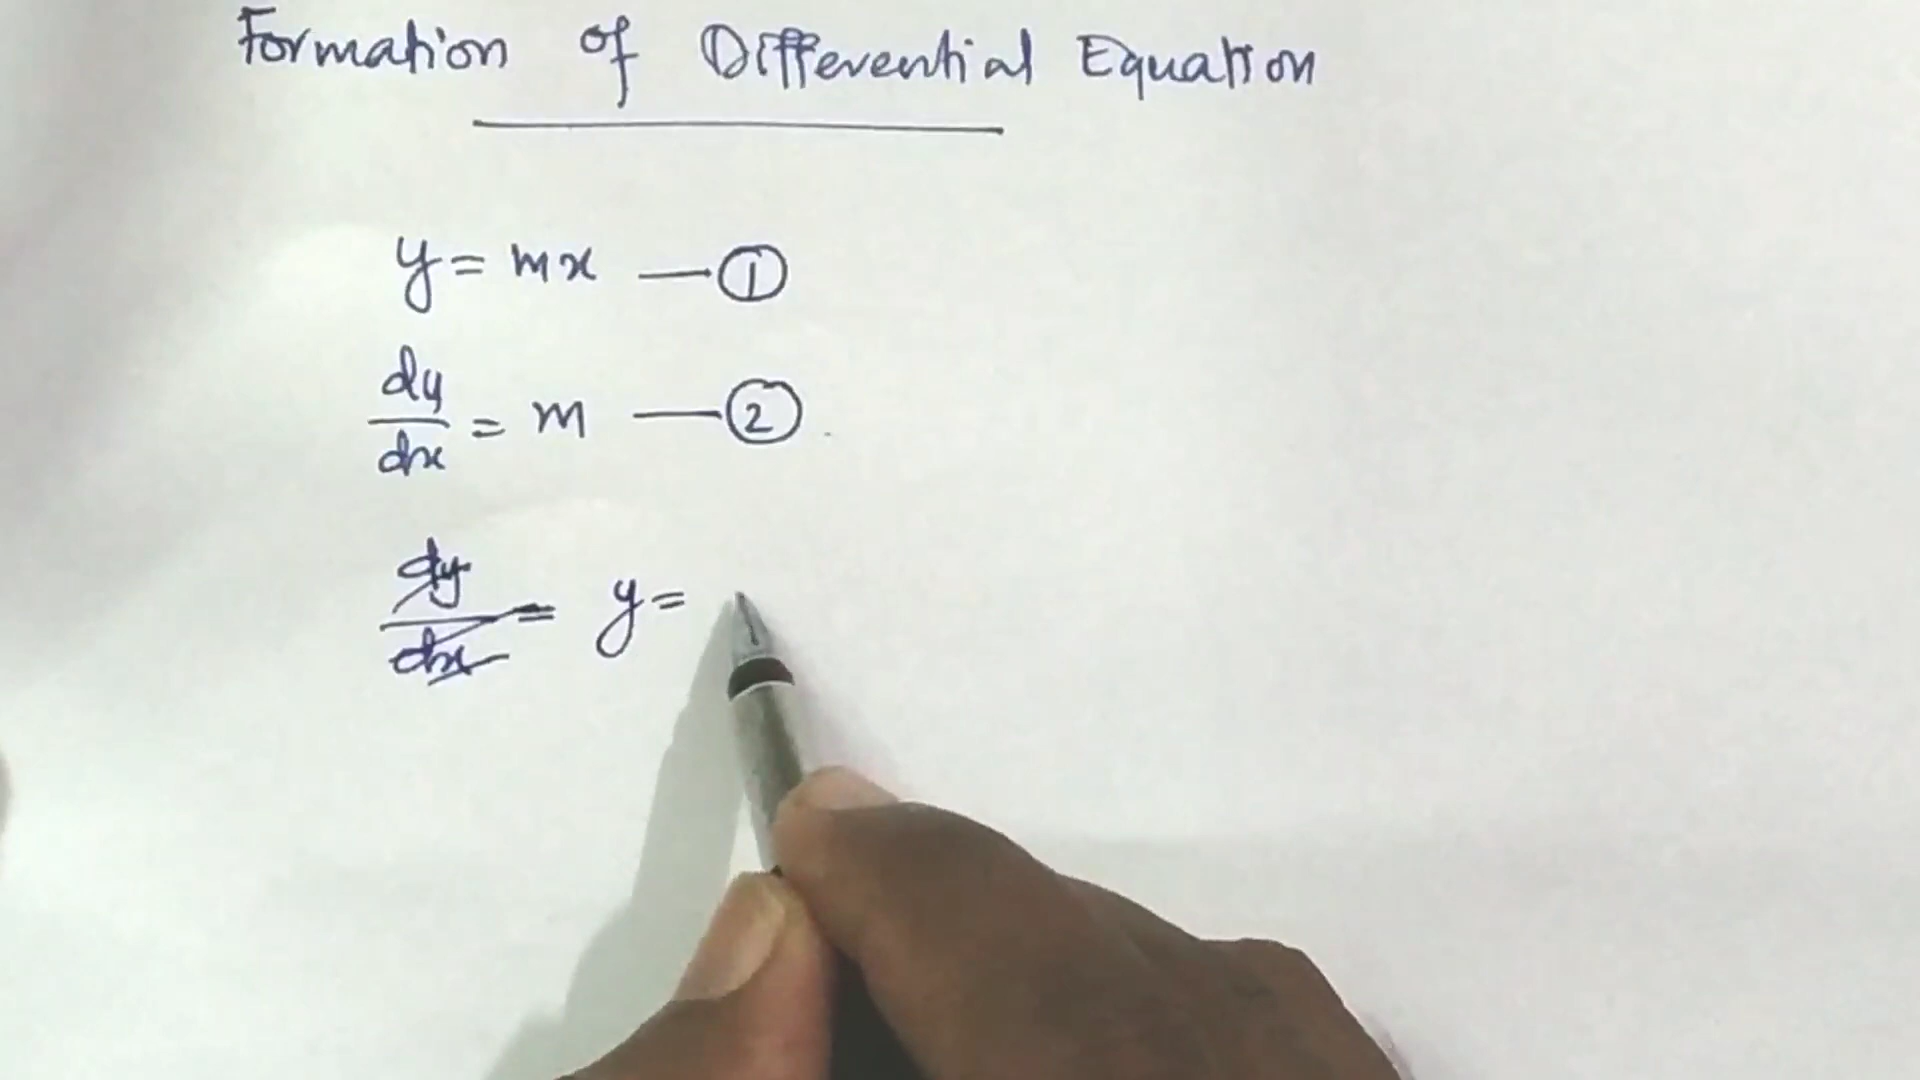 Formation of Differential Equation
y = mx — ①
dy/dx = m — ②
dy/dx = y =